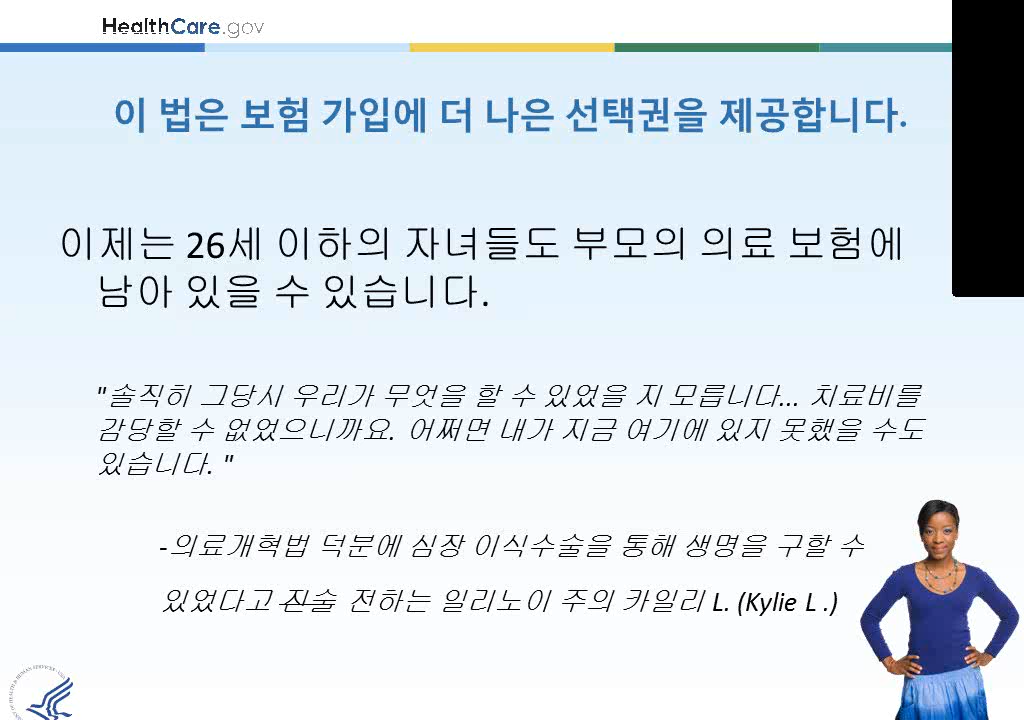 HealthCare.gov
이 법은 보험 가입에 더 나은 선택권을 제공합니다.
이제는 26세 이하의 자녀들도 부모의 의료 보험에
남아 있을 수 있습니다.
"솔직히 그당시 우리가 무엇을 할 수 있었을 지 모릅니다... 치료비를
감당할 수 없었으니까요. 어쩌면 내가 지금 여기에 있지 못했을 수도
있습니다. "
-의료개혁법 덕분에 심장 이식수술을 통해 생명을 구할 수
있었다고 진술 전하는 일리노이 주의 카일리 L. (Kylie L .)